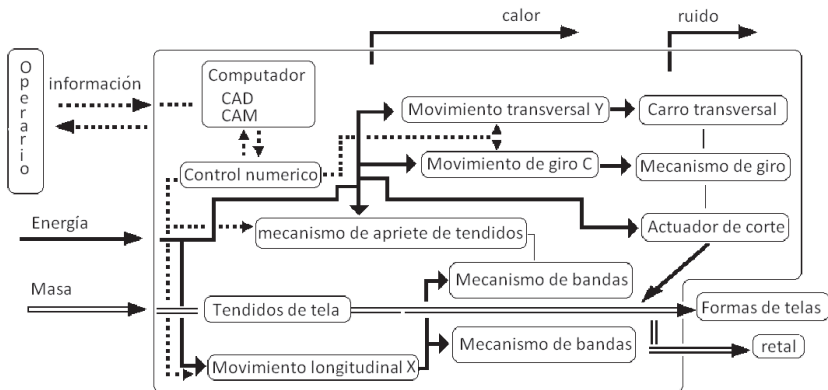 calor
ruido
Operario
información
Computador
CAD
CAM
Movimiento transversal Y
Carro transversal
Control numerico
Movimiento de giro C
Mecanismo de giro
Energía
mecanismo de apriete de tendidos
Actuador de corte
Masa
Mecanismo de bandas
Tendidos de tela
Formas de telas
Mecanismo de bandas
retal
Movimiento longitudinal X